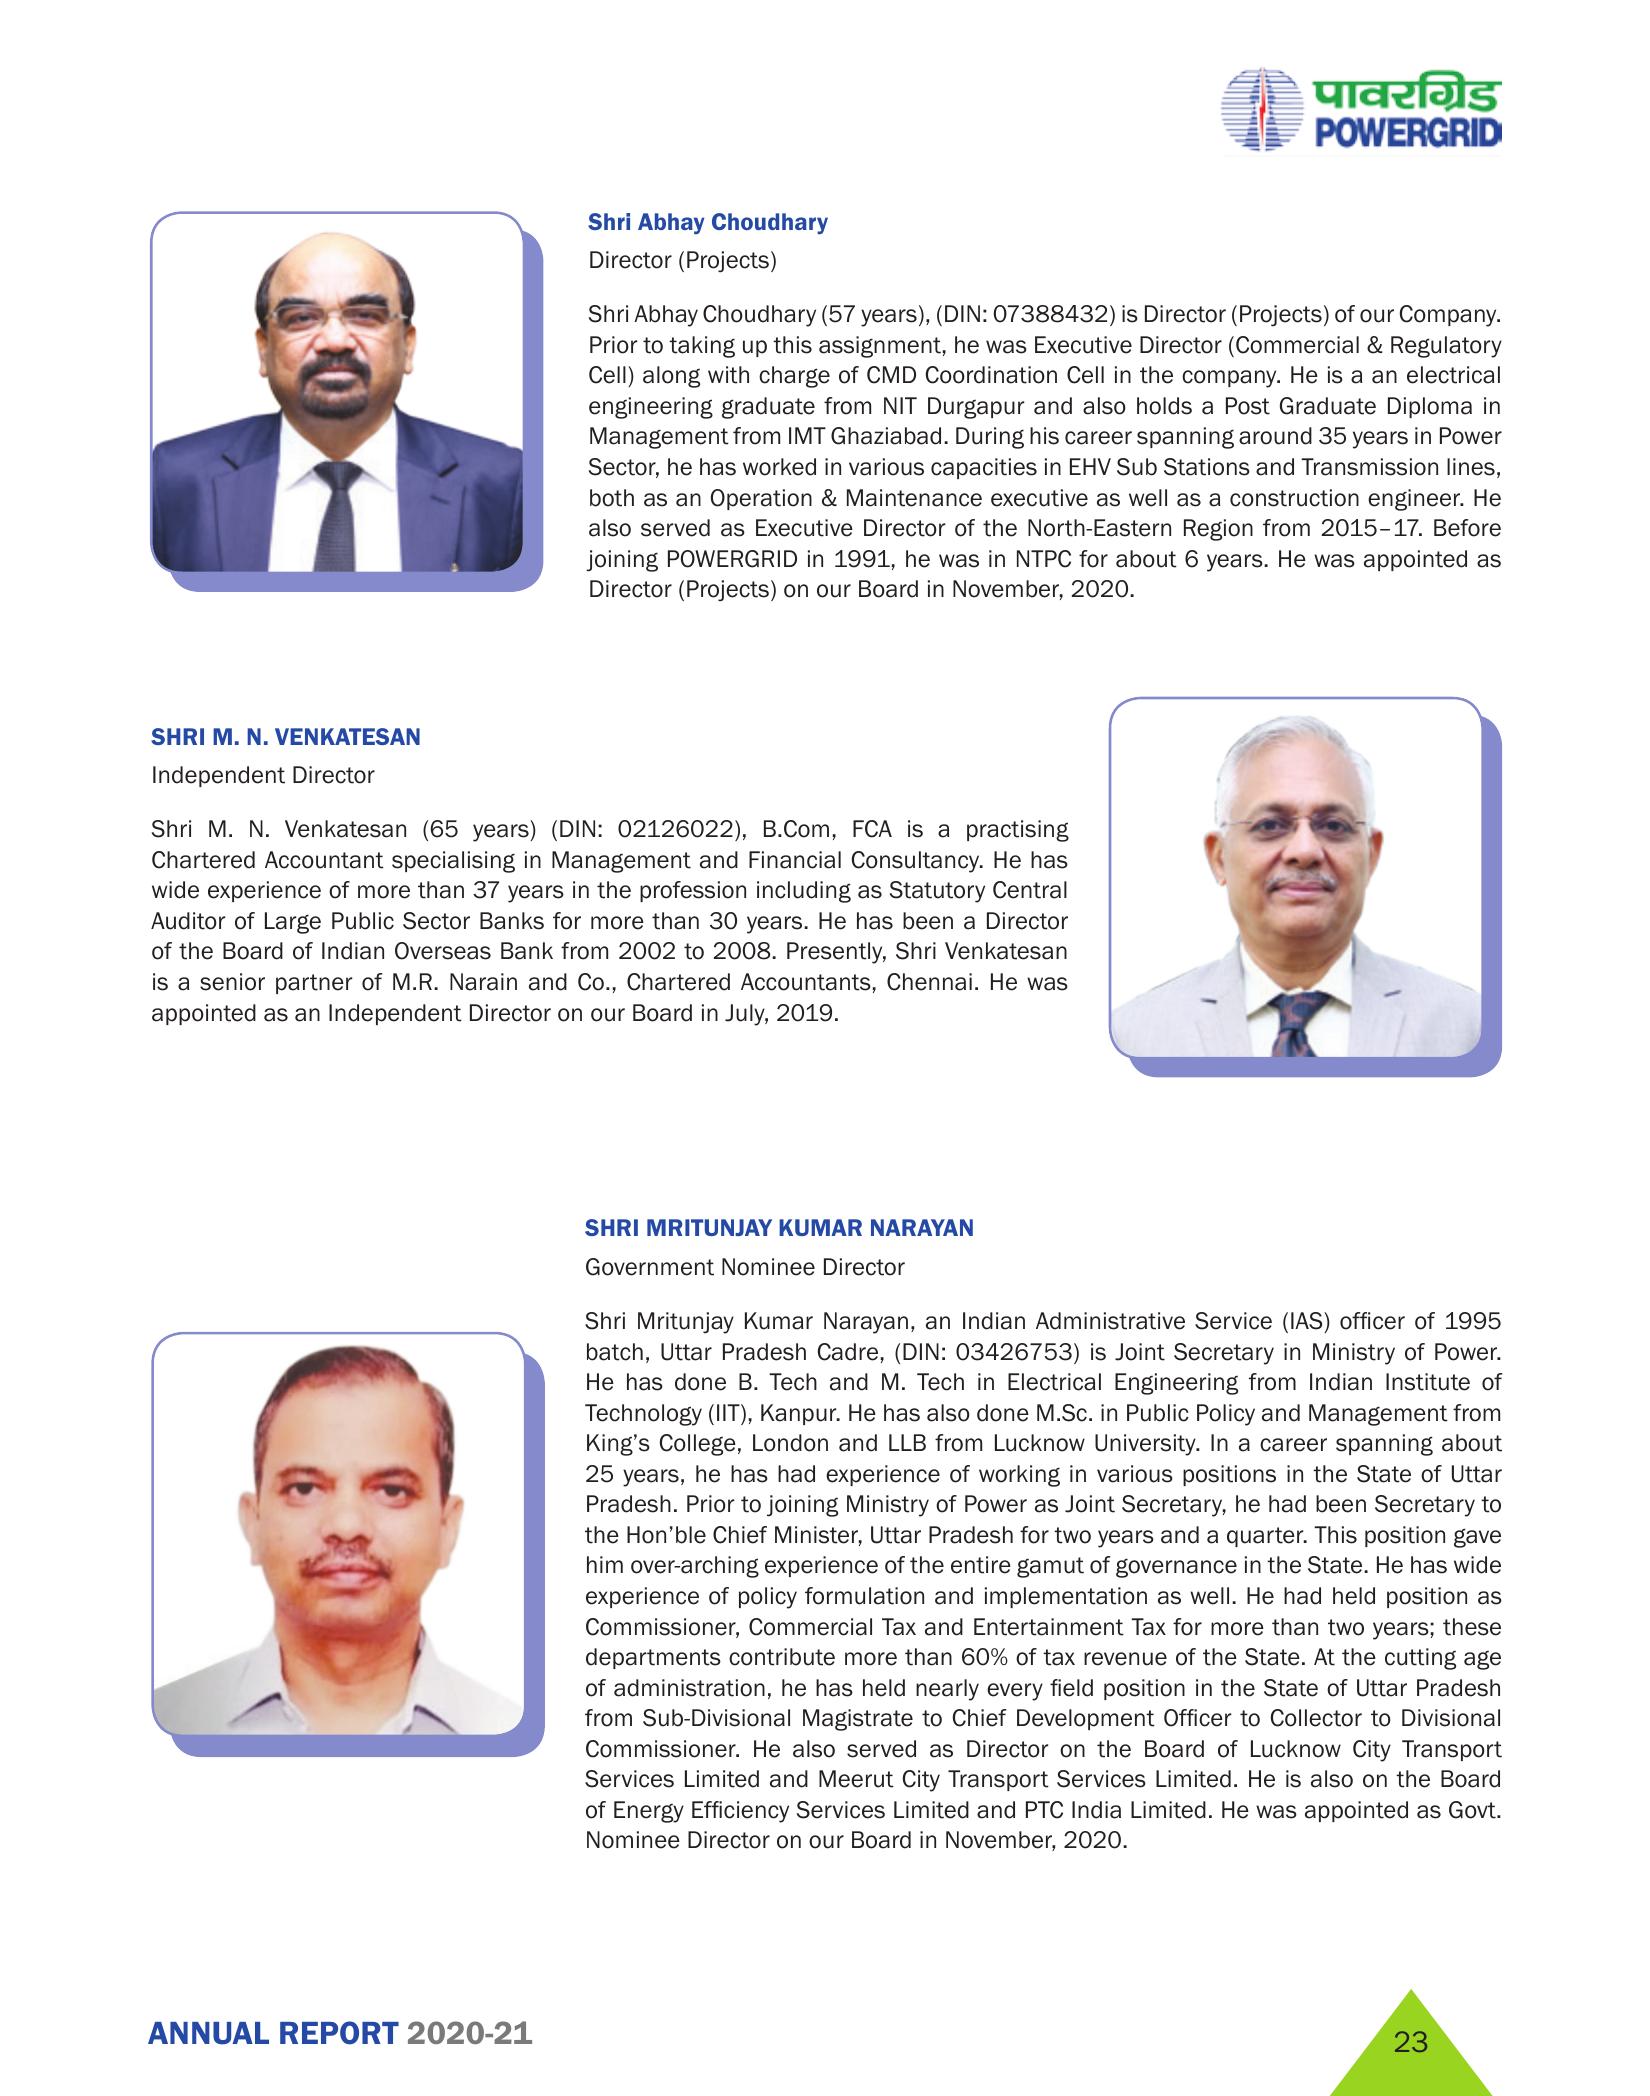 पावरग्रिड
POWERGRID
Shri Abhay Choudhary
Director (Projects)
Shri Abhay Choudhary (57 years), (DIN: 07388432) is Director (Projects) of our Company.
Prior to taking up this assignment, he was Executive Director (Commercial & Regulatory
Cell) along with charge of CMD Coordination Cell in the company. He is a an electrical
engineering graduate from NIT Durgapur and also holds a Post Graduate Diploma in
Management from IMT Ghaziabad. During his career spanning around 35 years in Power
Sector, he has worked in various capacities in EHV Sub Stations and Transmission lines,
both as an Operation & Maintenance executive as well as a construction engineer. He
also served as Executive Director of the North-Eastern Region from 2015–17. Before
joining POWERGRID in 1991, he was in NTPC for about 6 years. He was appointed as
Director (Projects) on our Board in November, 2020.
SHRI M. N. VENKATESAN
Independent Director
Shri M. N. Venkatesan (65 years) (DIN: 02126022), B.Com, FCA is a practising
Chartered Accountant specialising in Management and Financial Consultancy. He has
wide experience of more than 37 years in the profession including as Statutory Central
Auditor of Large Public Sector Banks for more than 30 years. He has been a Director
of the Board of Indian Overseas Bank from 2002 to 2008. Presently, Shri Venkatesan
is a senior partner of M.R. Narain and Co., Chartered Accountants, Chennai. He was
appointed as an Independent Director on our Board in July, 2019.
SHRI MRITUNJAY KUMAR NARAYAN
Government Nominee Director
Shri Mritunjay Kumar Narayan, an Indian Administrative Service (IAS) officer of 1995
batch, Uttar Pradesh Cadre, (DIN: 03426753) is Joint Secretary in Ministry of Power.
He has done B. Tech and M. Tech in Electrical Engineering from Indian Institute of
Technology (IIT), Kanpur. He has also done M.Sc. in Public Policy and Management from
King’s College, London and LLB from Lucknow University. In a career spanning about
25 years, he has had experience of working in various positions in the State of Uttar
Pradesh. Prior to joining Ministry of Power as Joint Secretary, he had been Secretary to
the Hon’ble Chief Minister, Uttar Pradesh for two years and a quarter. This position gave
him over-arching experience of the entire gamut of governance in the State. He has wide
experience of policy formulation and implementation as well. He had held position as
Commissioner, Commercial Tax and Entertainment Tax for more than two years; these
departments contribute more than 60% of tax revenue of the State. At the cutting age
of administration, he has held nearly every field position in the State of Uttar Pradesh
from Sub-Divisional Magistrate to Chief Development Officer to Collector to Divisional
Commissioner. He also served as Director on the Board of Lucknow City Transport
Services Limited and Meerut City Transport Services Limited. He is also on the Board
of Energy Efficiency Services Limited and PTC India Limited. He was appointed as Govt.
Nominee Director on our Board in November, 2020.
ANNUAL REPORT 2020-21
23